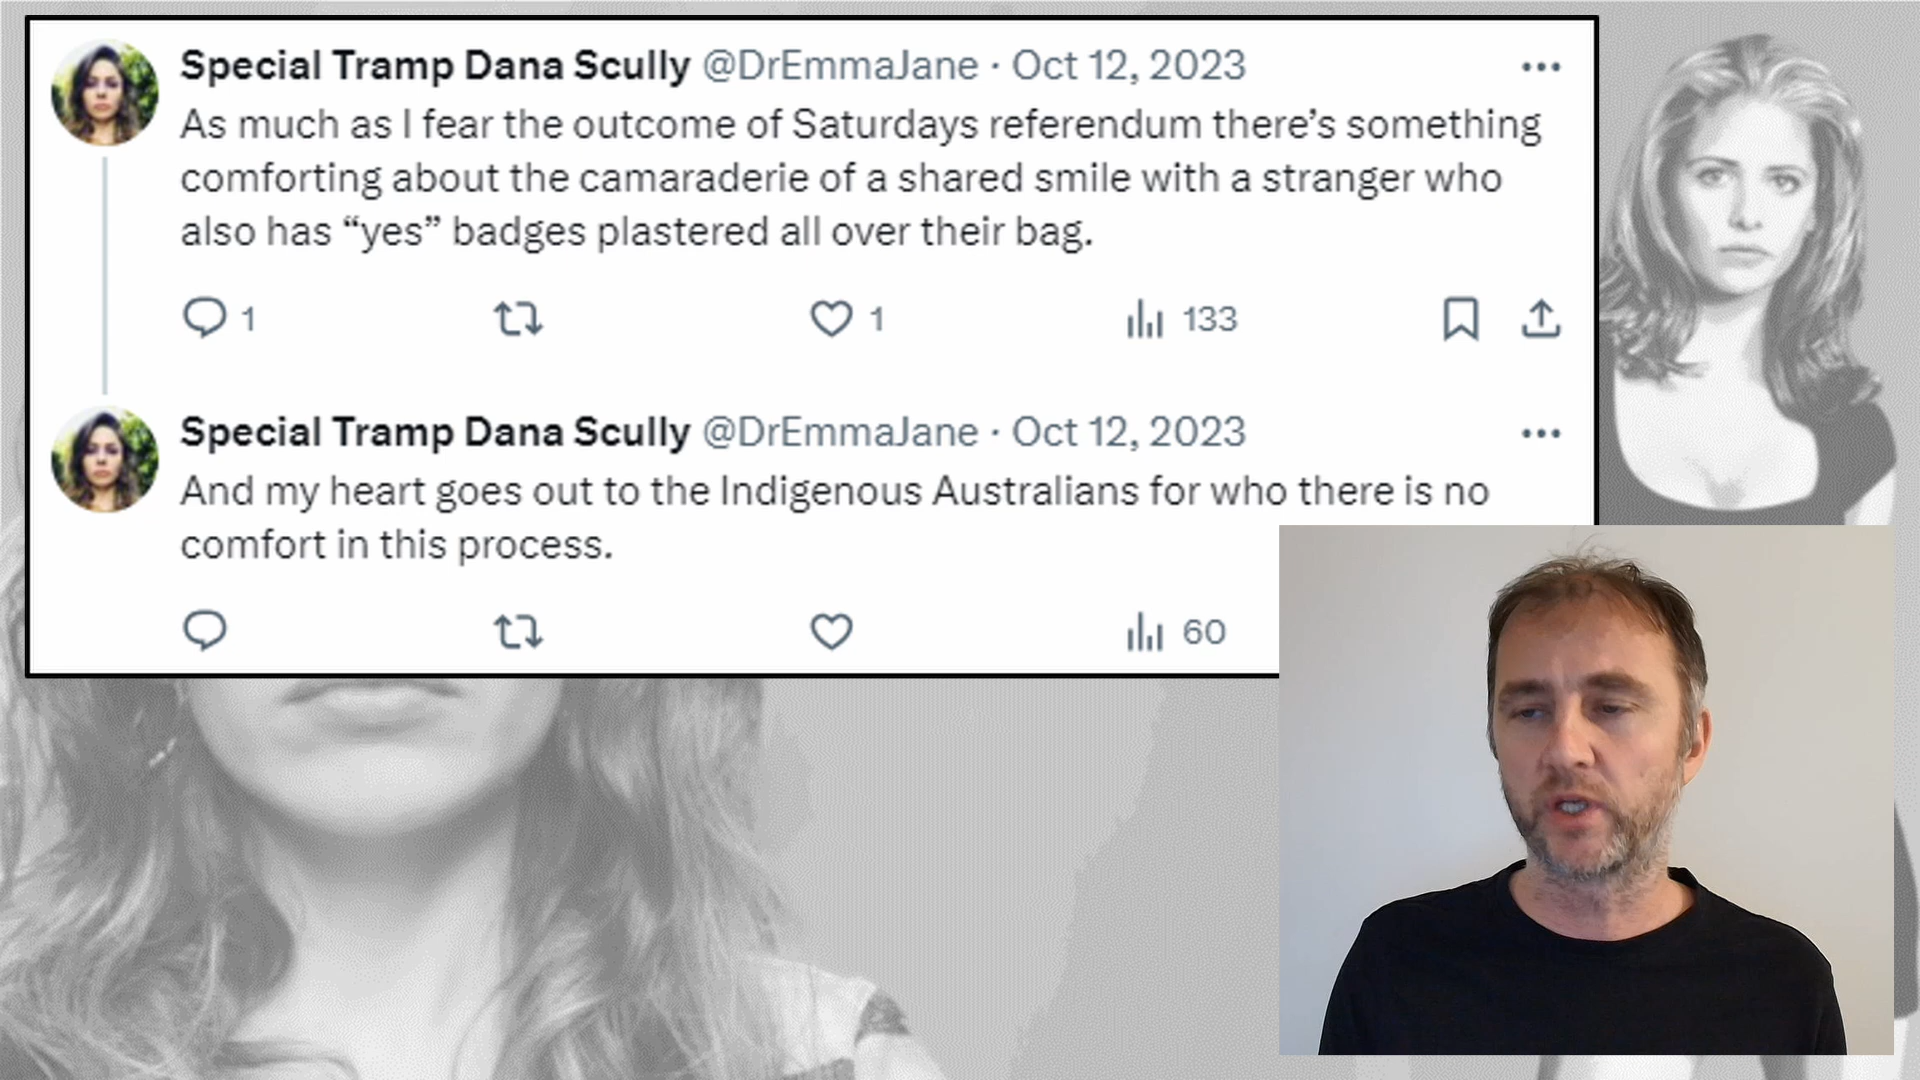 Special Tramp Dana Scully @DrEmmaJane · Oct 12, 2023
As much as I fear the outcome of Saturdays referendum there’s something
comforting about the camaraderie of a shared smile with a stranger who
also has “yes” badges plastered all over their bag.
1 1 133
Special Tramp Dana Scully @DrEmmaJane · Oct 12, 2023
And my heart goes out to the Indigenous Australians for who there is no
comfort in this process.
60